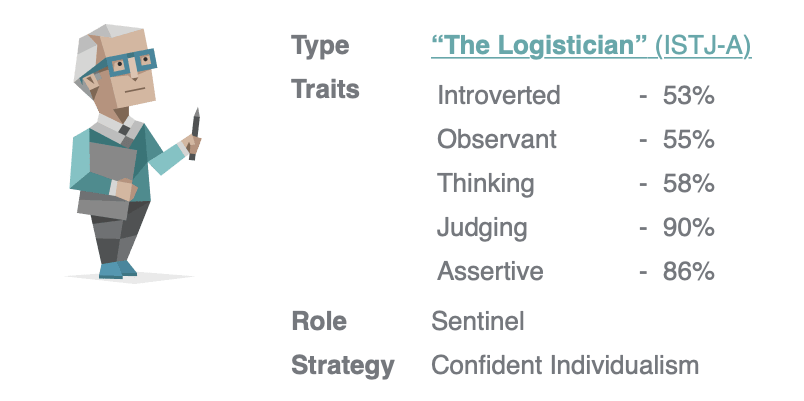 Type “The Logistician” (ISTJ-A)
Traits Introverted - 53%
Observant - 55%
Thinking - 58%
Judging - 90%
Assertive - 86%
Role Sentinel
Strategy Confident Individualism